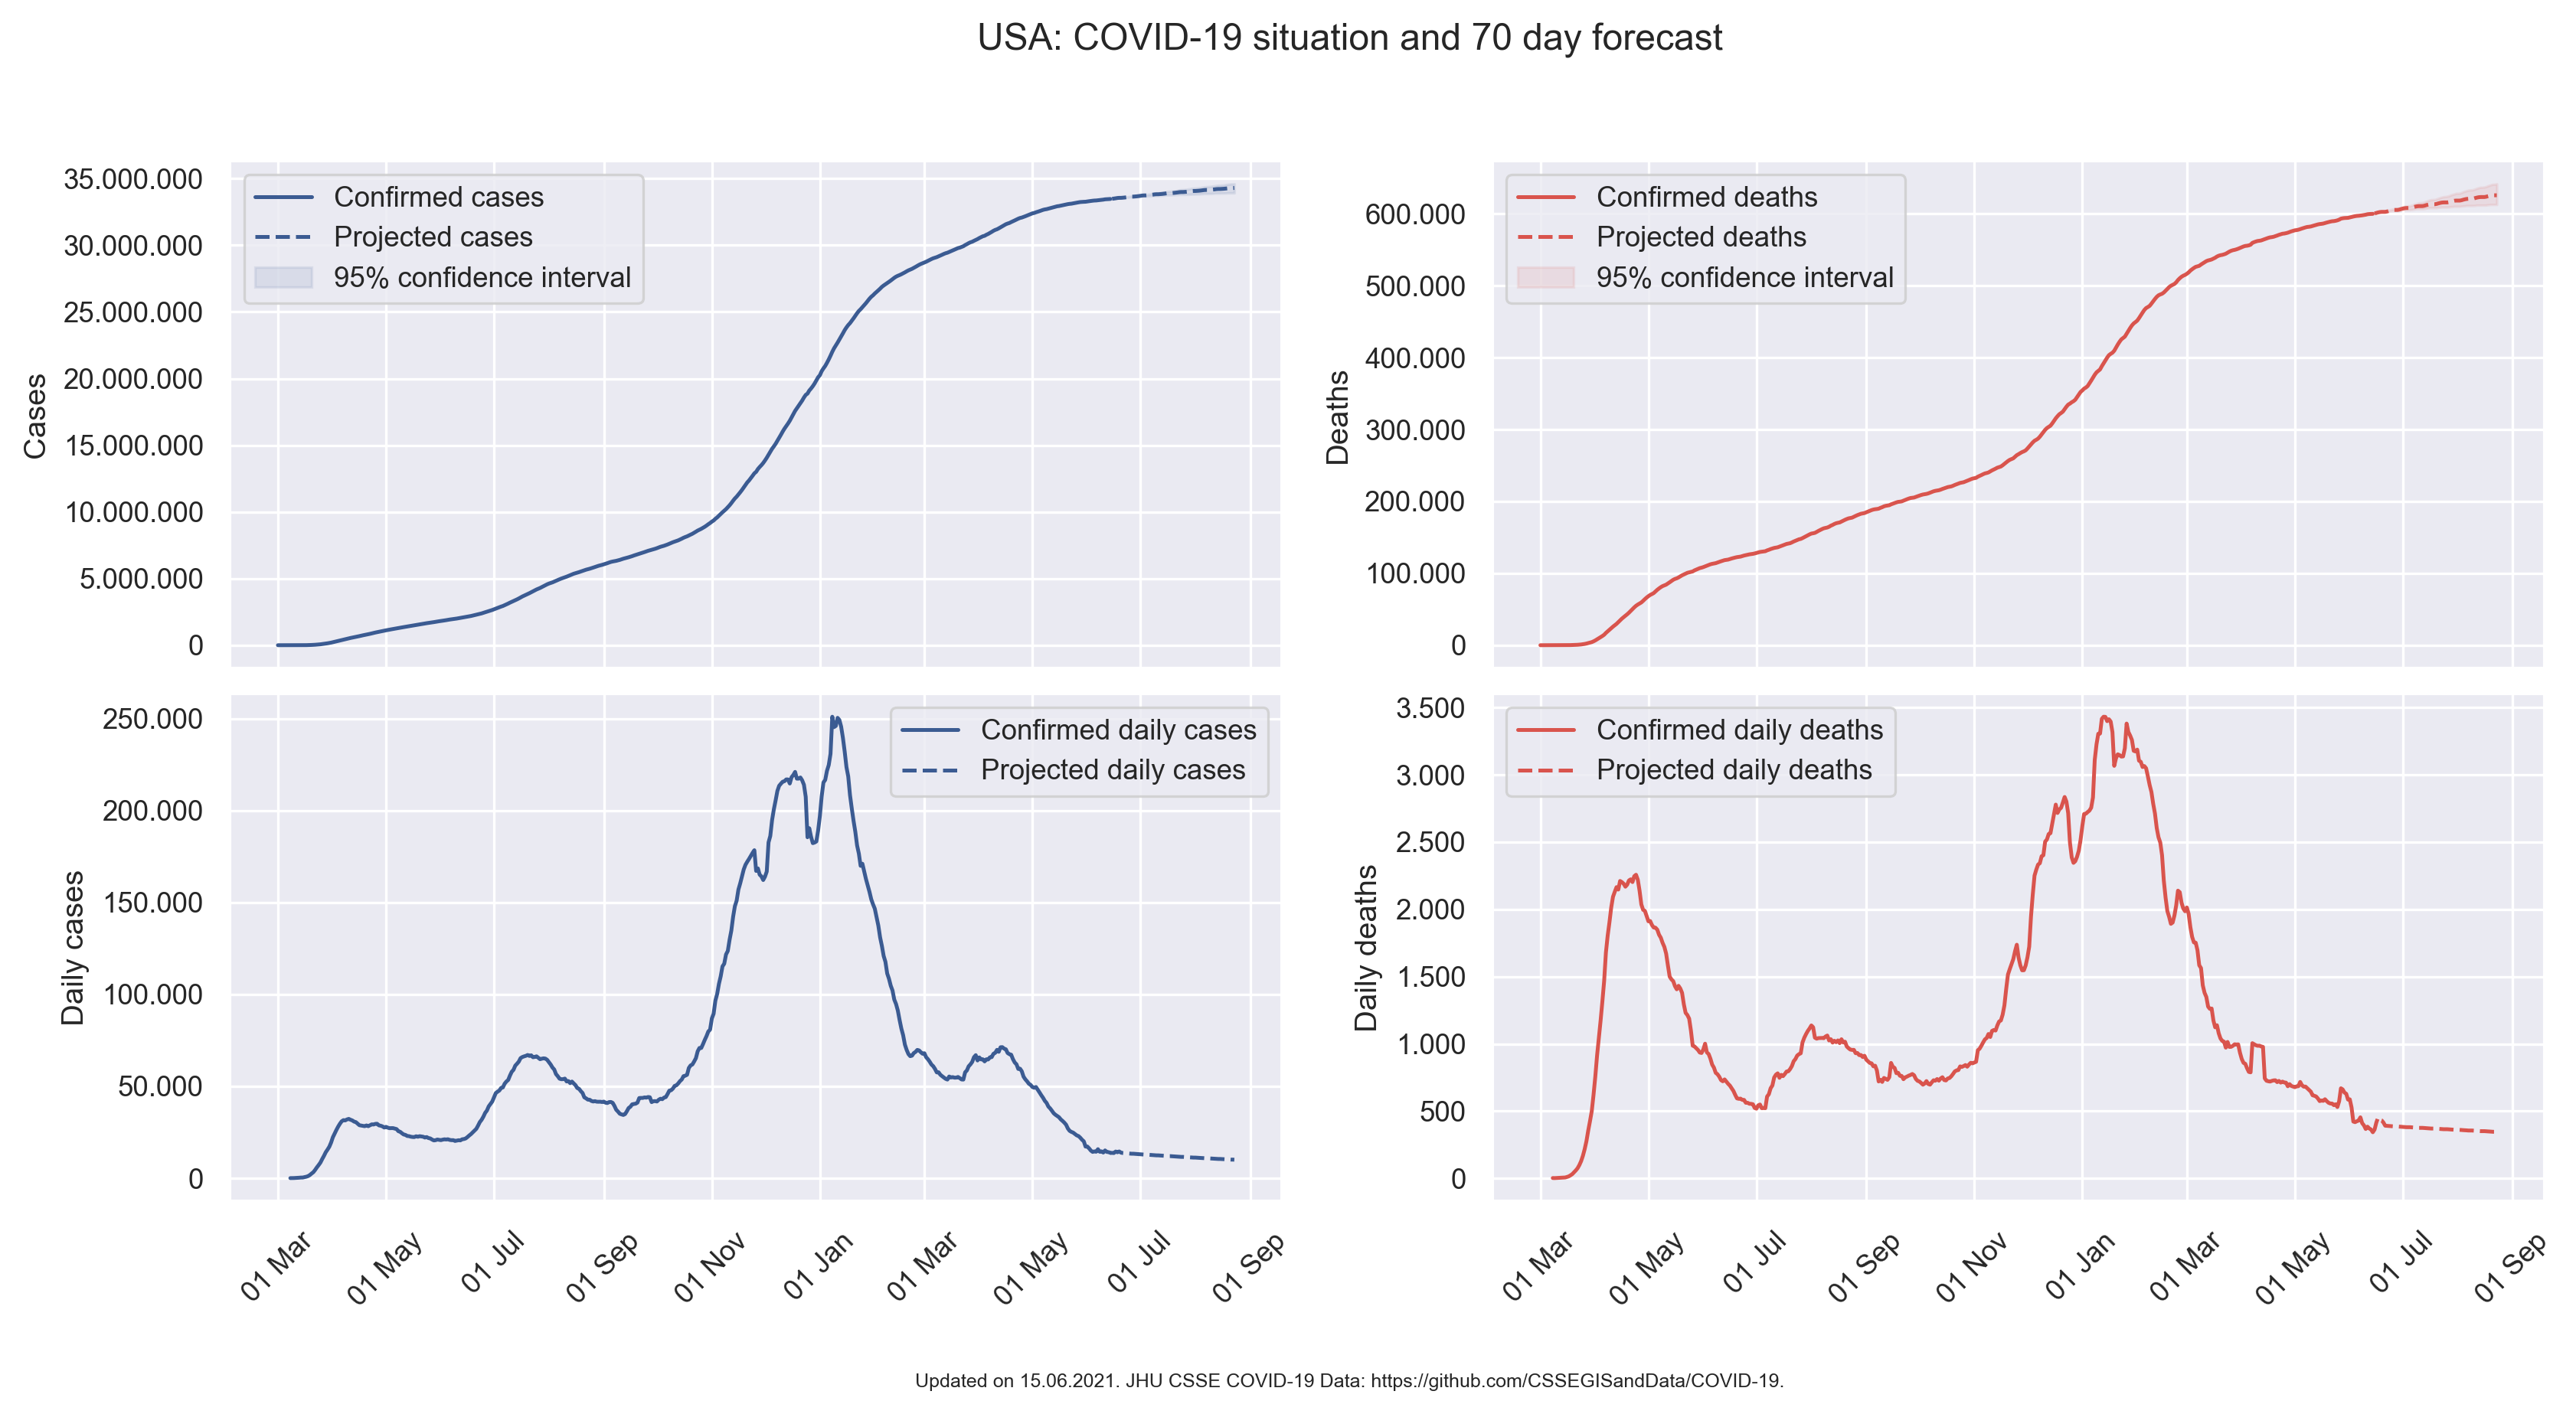 USA: COVID-19 situation and 70 day forecast
35.000.000
30.000.000
25.000.000
20.000.000
15.000.000
10.000.000
5.000.000
0
Cases
Confirmed cases
Projected cases
95% confidence interval
600.000
500.000
400.000
300.000
200.000
100.000
0
Deaths
Confirmed deaths
Projected deaths
95% confidence interval
250.000
200.000
150.000
100.000
50.000
0
Daily cases
Confirmed daily cases
Projected daily cases
01 Mar
01 May
01 Jul
01 Sep
01 Nov
01 Jan
01 Mar
01 May
01 Jul
01 Sep
3.500
3.000
2.500
2.000
1.500
1.000
500
0
Daily deaths
Confirmed daily deaths
Projected daily deaths
01 Mar
01 May
01 Jul
01 Sep
01 Nov
01 Jan
01 Mar
01 May
01 Jul
01 Sep
Updated on 15.06.2021. JHU CSSE COVID-19 Data: https://github.com/CSSEGISandData/COVID-19.